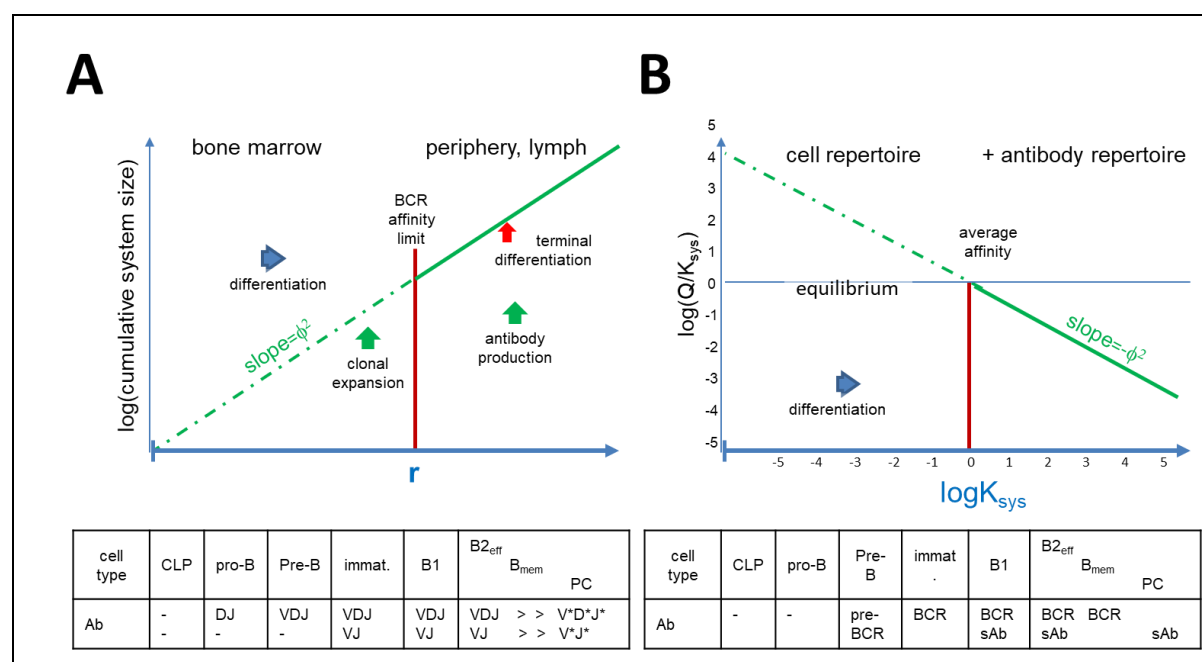 A
bone marrow
periphery, lymph
BCR
affinity
limit
terminal
differentiation
differentiation
slope=ϕ²
clonal
expansion
antibody
production
log(cumulative system size)
r
cell
type
CLP
pro-B
Pre-B
immat.
B1
B2eff
Bmem
PC
Ab
- DJ VDJ VDJ VDJ VDJ > > V*D*J*
- - - VJ VJ VJ > > V*J*
B
5
4
3
2
1
0
-1
-2
-3
-4
-5
log(Q/Ksys)
cell repertoire
+ antibody repertoire
average
affinity
equilibrium
slope=-ϕ²
differentiation
-5 -4 -3 -2 -1 0 1 2 3 4 5
logKsys
cell
type
CLP
pro-B
Pre-
B
immat
.
B1
B2eff
Bmem
PC
Ab
-
-
pre-
BCR
BCR
BCR
sAb
BCR BCR
sAb sAb